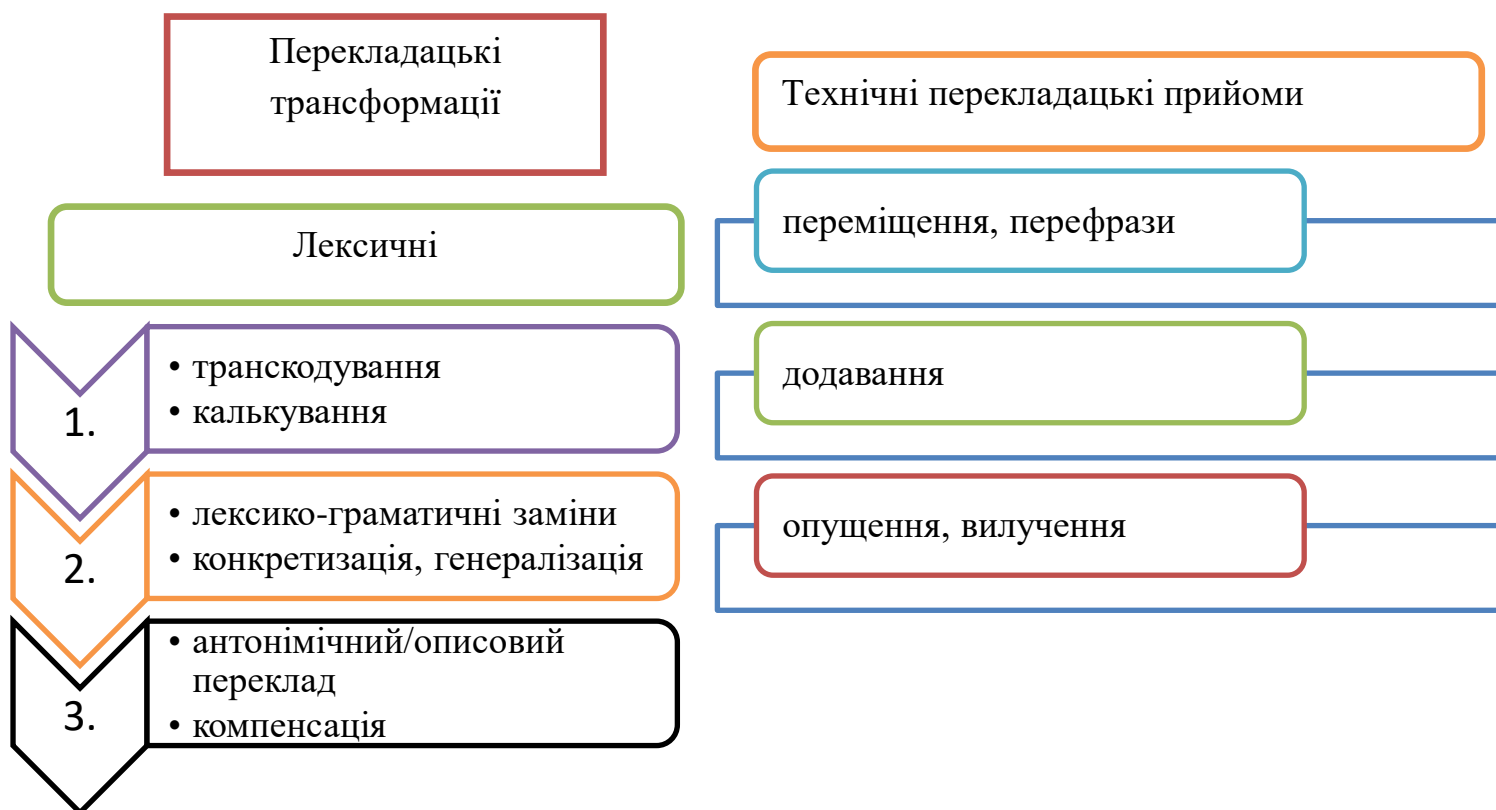 Перекладацькі
трансформації
Лексичні
1.
• транскодування
• калькування
2.
• лексико-граматичні заміни
• конкретизація, генералізація
3.
• антонімічний/описовий
переклад
• компенсація
Технічні перекладацькі прийоми
переміщення, перефрази
додавання
опущення, вилучення